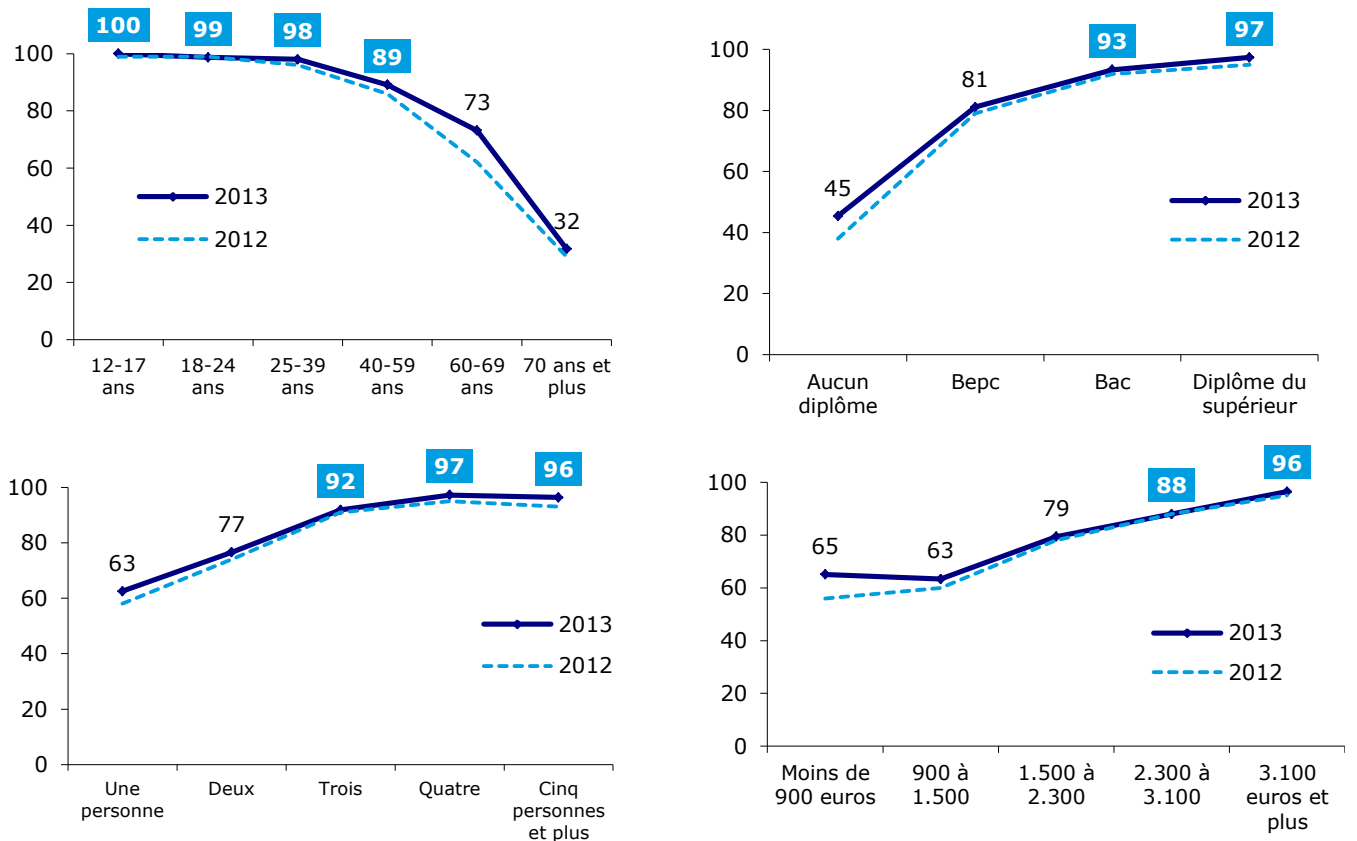 100
99
98
89
73
32
100
80
60
40
20
0
2013
2012
12-17
ans
18-24
ans
25-39
ans
40-59
ans
60-69
ans
70 ans et
plus
97
93
81
45
100
80
60
40
20
0
2013
2012
Aucun
diplôme
Bepc
Bac
Diplôme du
supérieur
63
77
92
97
96
100
80
60
40
20
0
2013
2012
Une
personne
Deux
Trois
Quatre
Cinq
personnes
et plus
65
63
79
88
96
100
80
60
40
20
0
2013
2012
Moins de
900 euros
900 à
1.500
1.500 à
2.300
2.300 à
3.100
3.100
euros et
plus